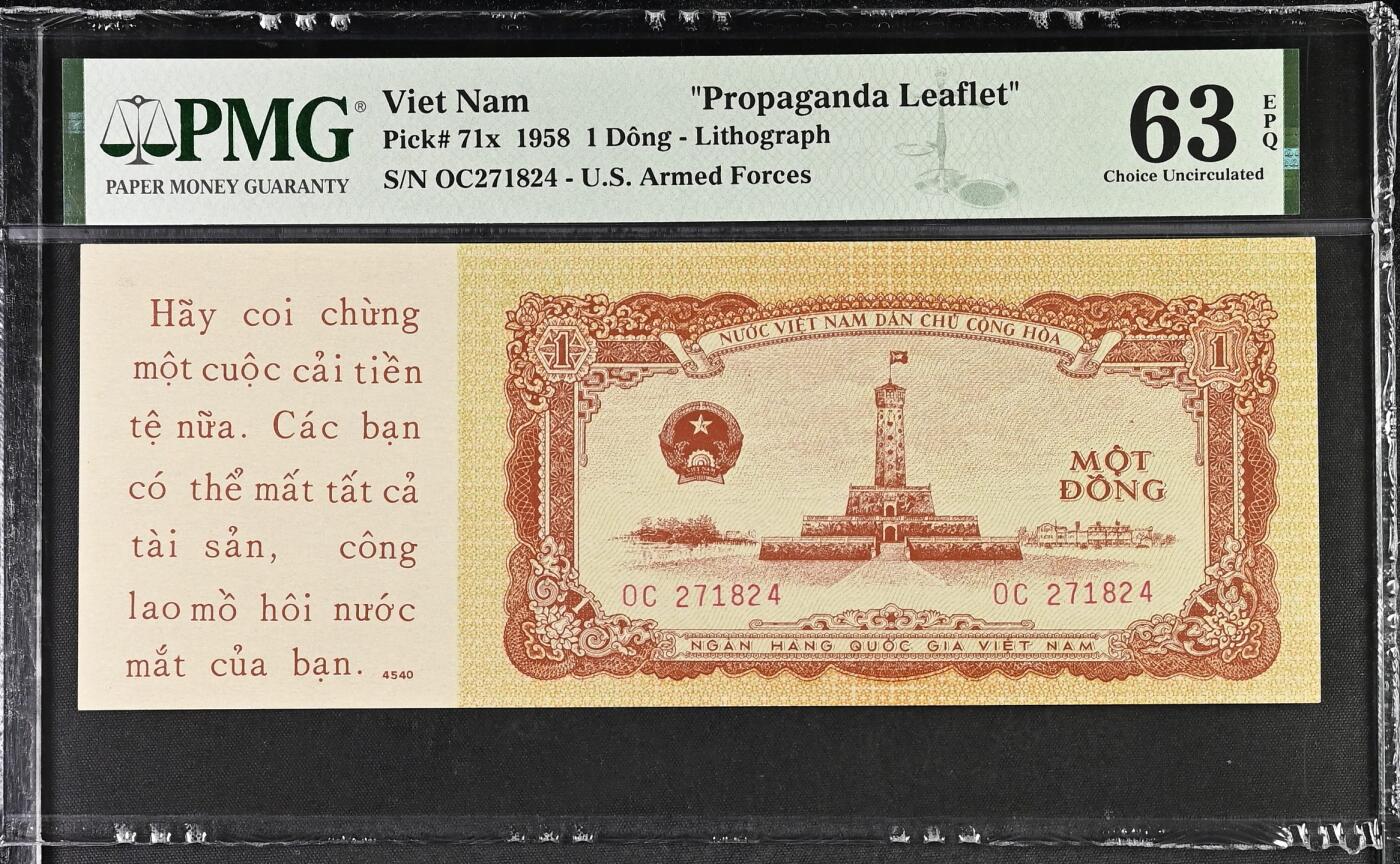 PMG®
PAPER MONEY GUARANTY
Viet Nam "Propaganda Leaflet"
Pick# 71x 1958 1 Dông - Lithograph
S/N OC271824 - U.S. Armed Forces
63
EPQ
Choice Uncirculated
Hãy coi chừng
một cuộc cải tiền
tệ nữa. Các bạn
có thể mất tất cả
tài sản, công
lao mồ hôi nước
mắt của bạn. 4540
NƯỚC VIỆT NAM DÂN CHỦ CỘNG HÒA
1 1
MỘT
ĐỒNG
OC 271824 OC 271824
1 1
NGÂN HÀNG QUỐC GIA VIỆT NAM